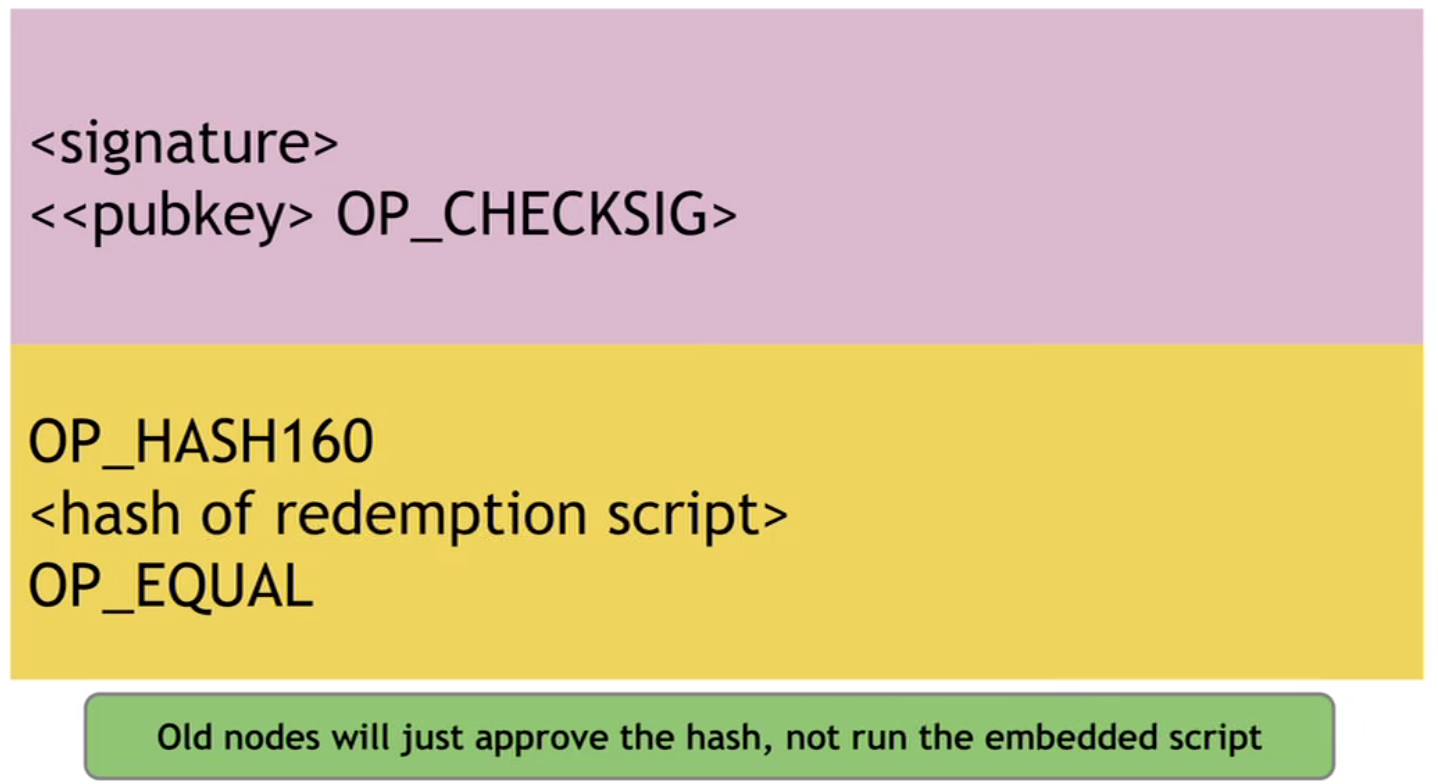 <signature>
<<pubkey> OP_CHECKSIG>
OP_HASH160
<hash of redemption script>
OP_EQUAL
Old nodes will just approve the hash, not run the embedded script